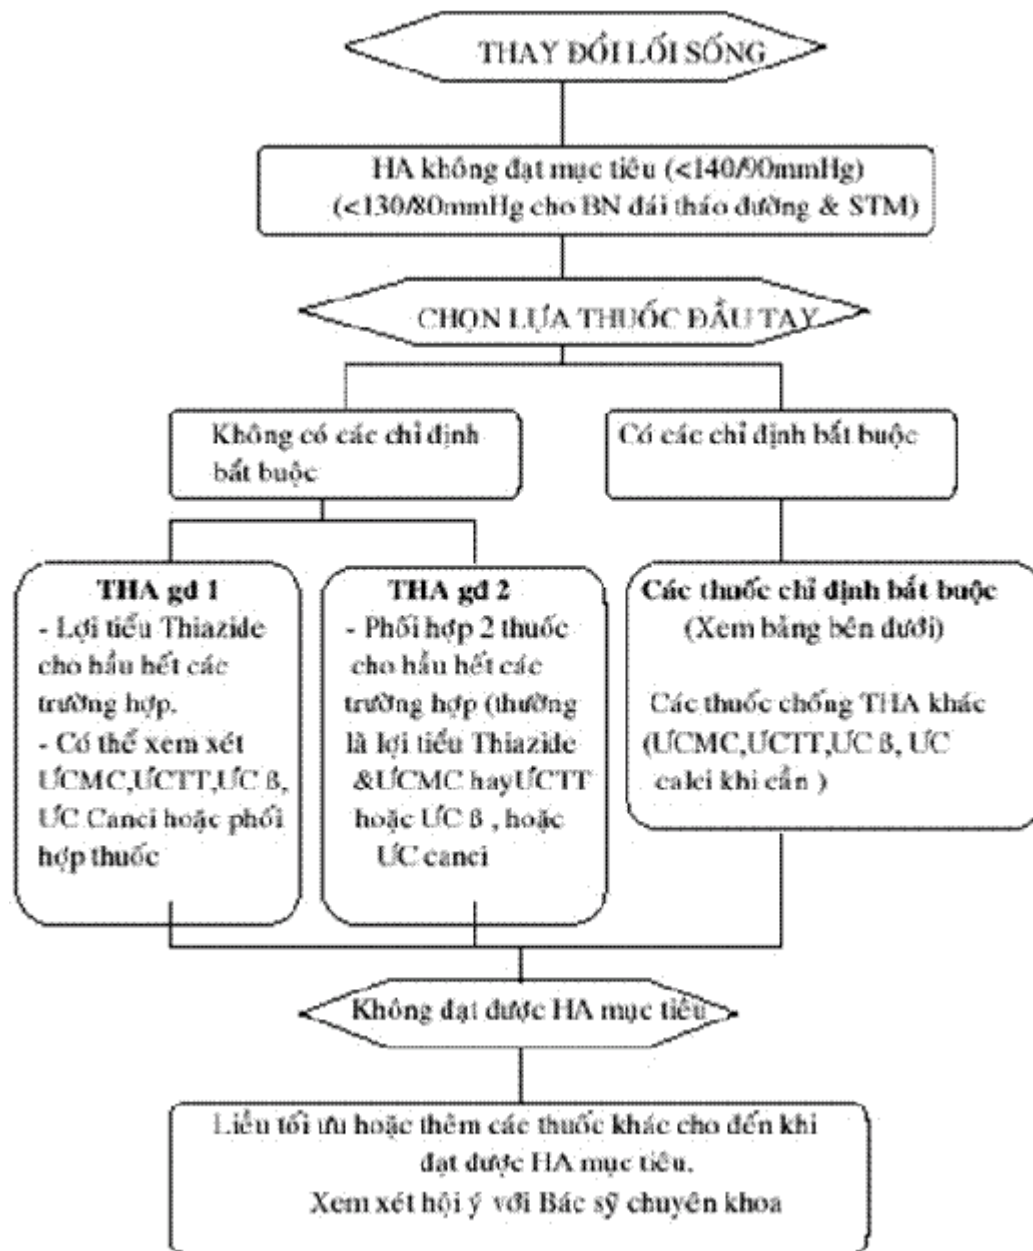 THAY ĐỔI LỐI SỐNG
HA không đạt mục tiêu (<140/90mmHg)
(<130/80mmHg cho BN đái tháo đường & STM)
CHỌN LỰA THUỐC ĐẦU TAY
Không có các chỉ định
bắt buộc
Có các chỉ định bắt buộc
THA gđ 1
- Lợi tiểu Thiazide
cho hầu hết các
trường hợp.
- Có thể xem xét
ƯCMC,ƯCTT,ƯC ß,
ƯC Canci hoặc phối
hợp thuốc
THA gđ 2
- Phối hợp 2 thuốc
cho hầu hết các
trường hợp (thường
là lợi tiểu Thiazide
&ƯCMC hayƯCTT
hoặc ƯC ß , hoặc
ƯC canci
Các thuốc chỉ định bắt buộc
(Xem bảng bên dưới)
Các thuốc chống THA khác
(ƯCMC,ƯCTT,ƯC ß, ƯC
calci khi cần )
Không đạt được HA mục tiêu
Liều tối ưu hoặc thêm các thuốc khác cho đến khi
đạt được HA mục tiêu.
Xem xét hội ý với Bác sỹ chuyên khoa